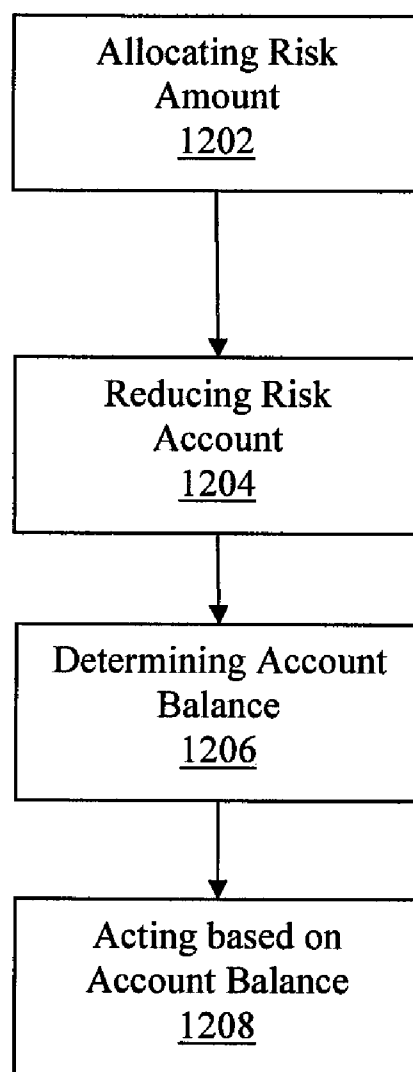 Allocating Risk
Amount
1202
Reducing Risk
Account
1204
Determining Account
Balance
1206
Acting based on
Account Balance
1208